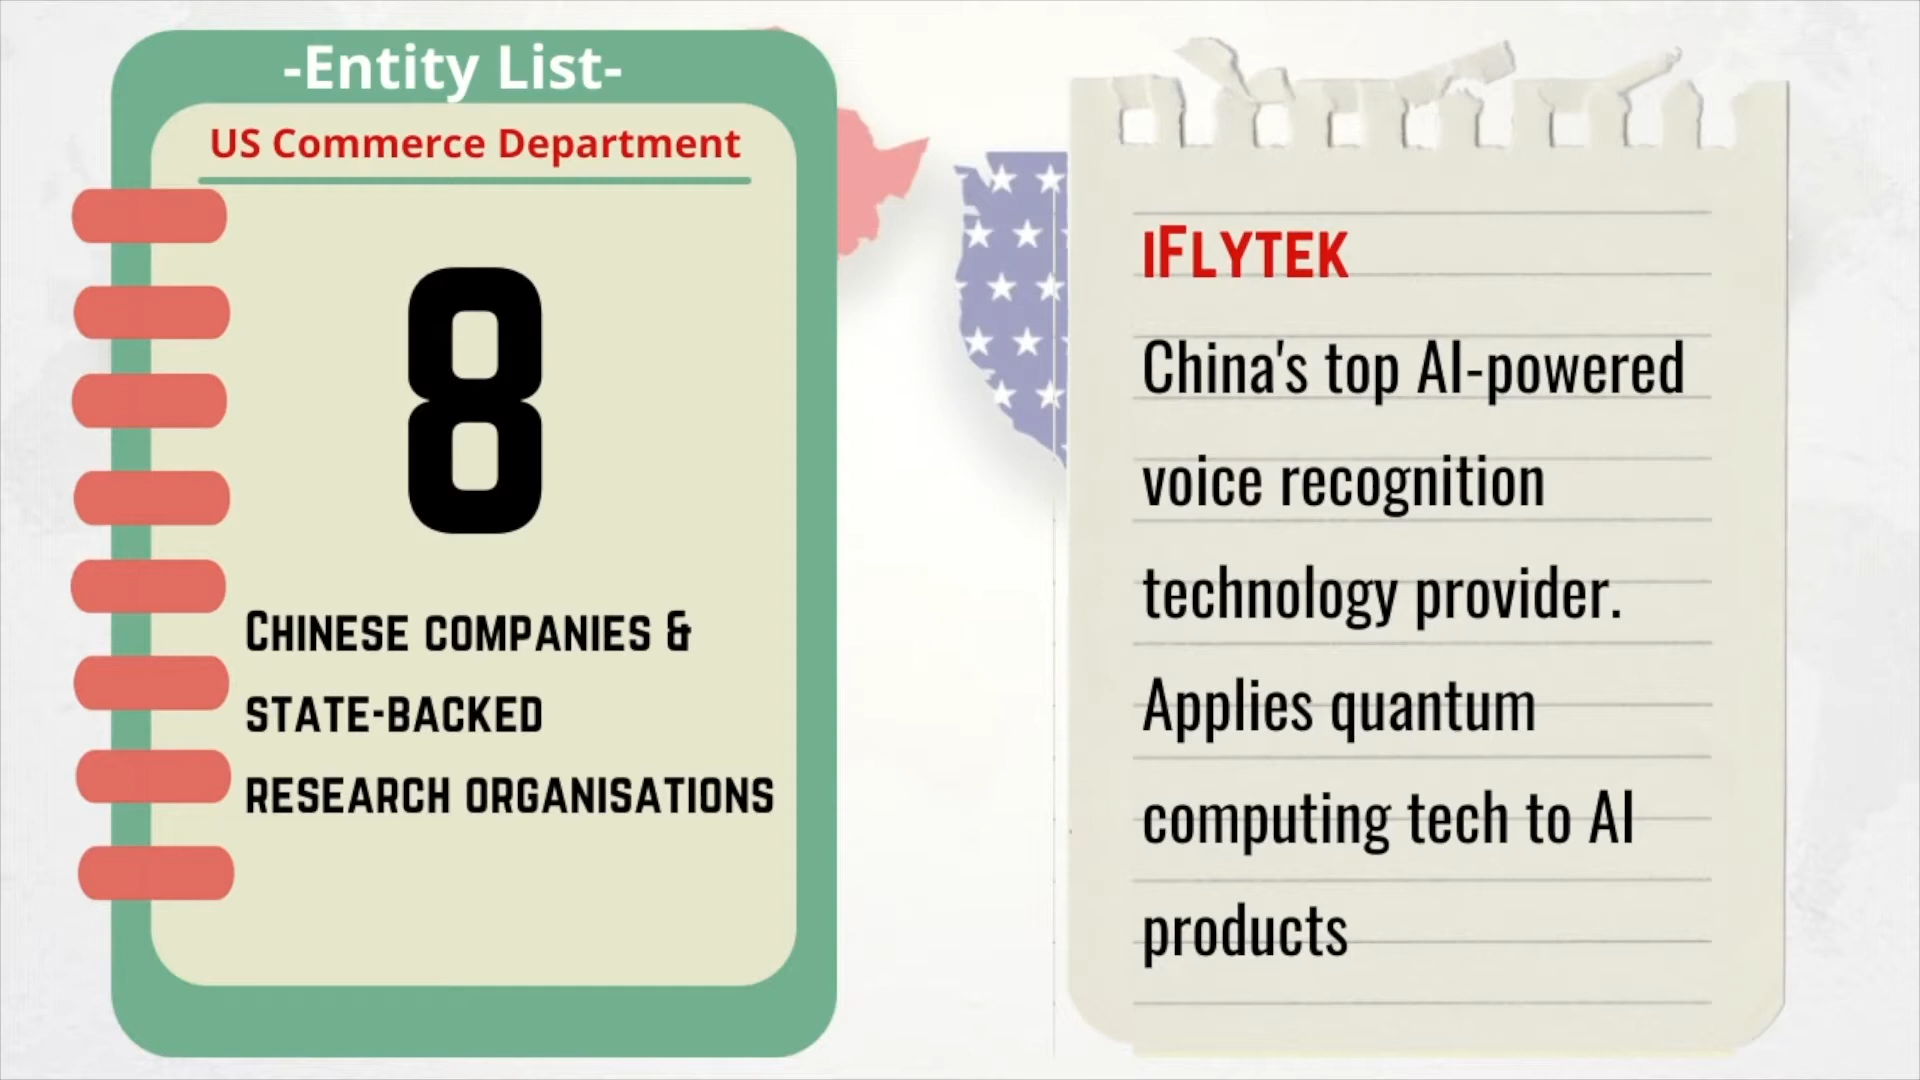 -Entity List-
US Commerce Department
8
Chinese companies &
state-backed
research organisations
iFlytek
China's top AI-powered
voice recognition
technology provider.
Applies quantum
computing tech to AI
products